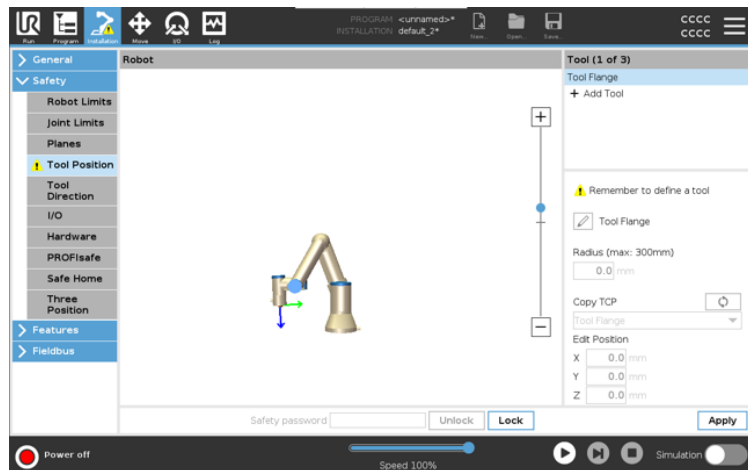 UR
PROGRAM <unnamed>*
INSTALLATION default_2*
CCCC
CCCC
Run Program Installation Move I/O Log New... Open... Save...
General
Robot
Tool (1 of 3)
Safety
Tool Flange
Robot Limits
+ Add Tool
Joint Limits
Planes
Tool Position
Tool
Direction
I/O
Hardware
PROFIsafe
Safe Home
Three
Position
Features
Fieldbus
Remember to define a tool
Tool Flange
Radius (max: 300mm)
0.0 mm
Copy TCP
Tool Flange
Edit Position
X 0.0 mm
Y 0.0 mm
Z 0.0 mm
Safety password Unlock Lock Apply
Power off
Speed 100%
Simulation